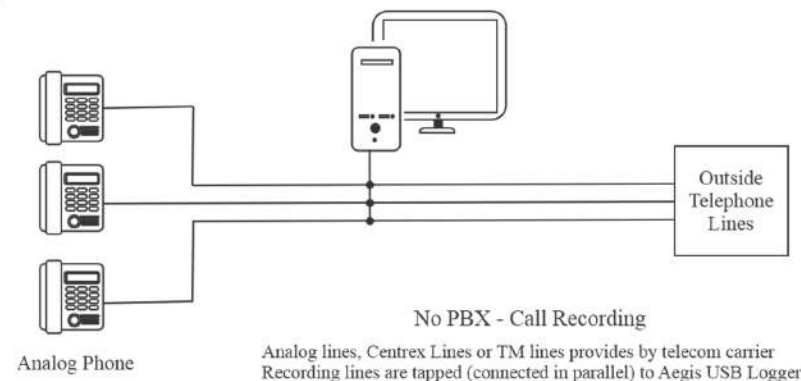 Outside
Telephone
Lines
No PBX - Call Recording
Analog Phone
Analog lines, Centrex Lines or TM lines provides by telecom carrier
Recording lines are tapped (connected in parallel) to Aegis USB Logger